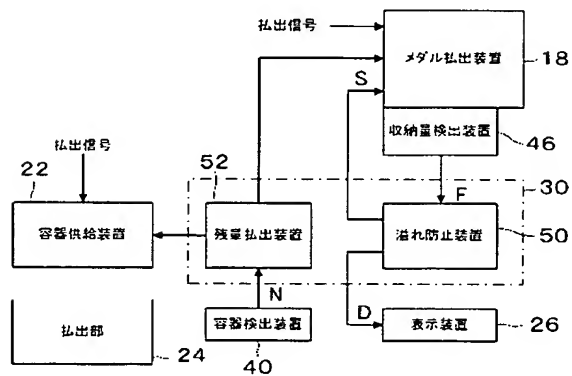 払出信号
メダル払出装置
18
S
収納量検出装置
46
払出信号
22
52
F
30
容器供給装置
残量払出装置
溢れ防止装置
50
N
D
払出部
24
容器検出装置
40
表示装置
26